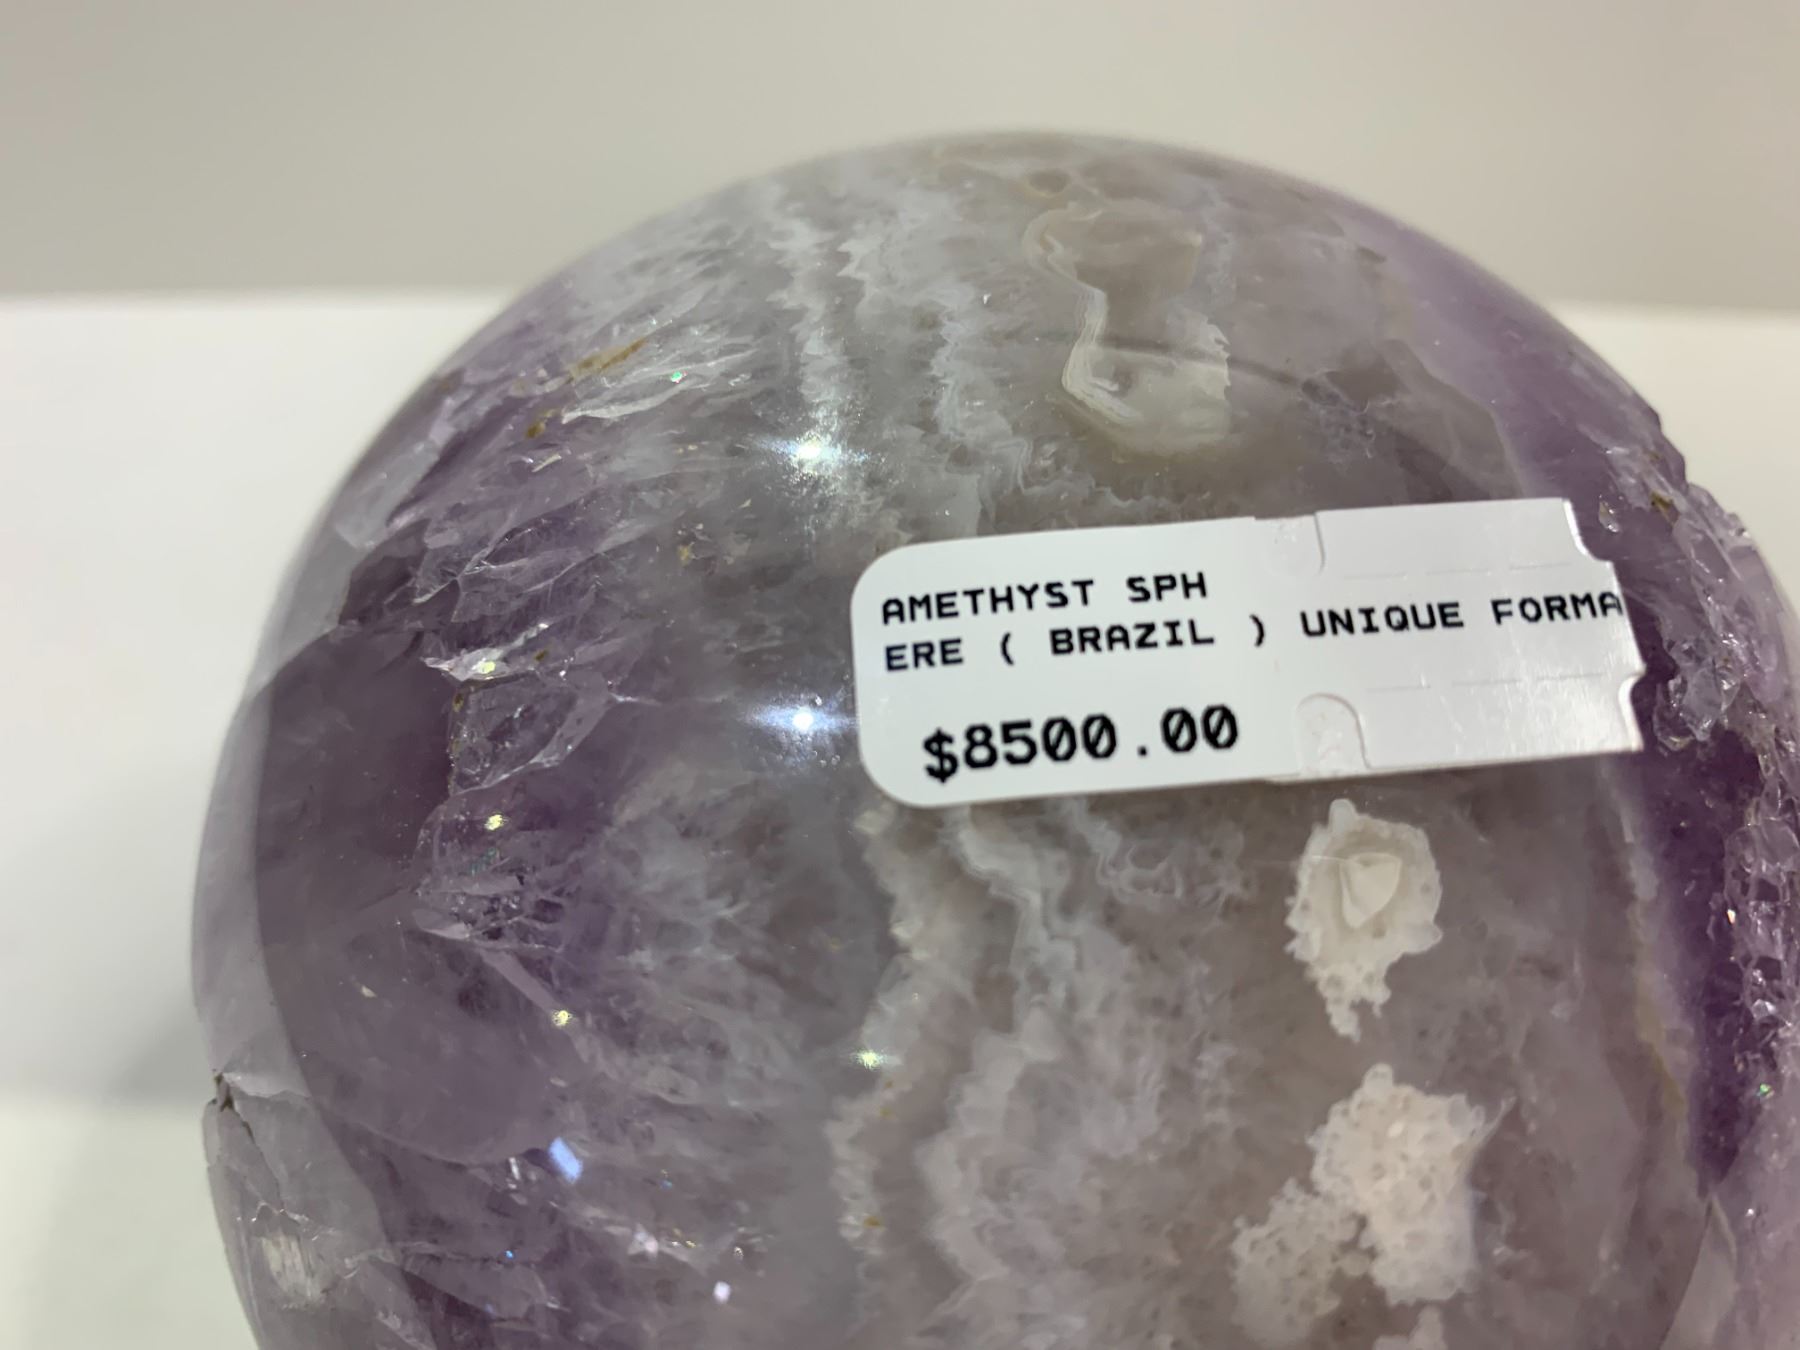 AMETHYST SPH
ERE ( BRAZIL ) UNIQUE FORMA
$8500.00